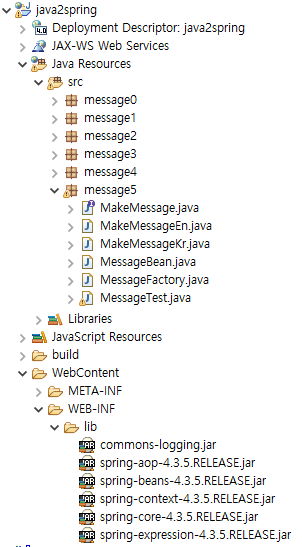 java2spring
Deployment Descriptor: java2spring
JAX-WS Web Services
Java Resources
src
message0
message1
message2
message3
message4
message5
MakeMessage.java
MakeMessageEn.java
MakeMessageKr.java
MessageBean.java
MessageFactory.java
MessageTest.java
Libraries
JavaScript Resources
build
WebContent
META-INF
WEB-INF
lib
commons-logging.jar
spring-aop-4.3.5.RELEASE.jar
spring-beans-4.3.5.RELEASE.jar
spring-context-4.3.5.RELEASE.jar
spring-core-4.3.5.RELEASE.jar
spring-expression-4.3.5.RELEASE.jar